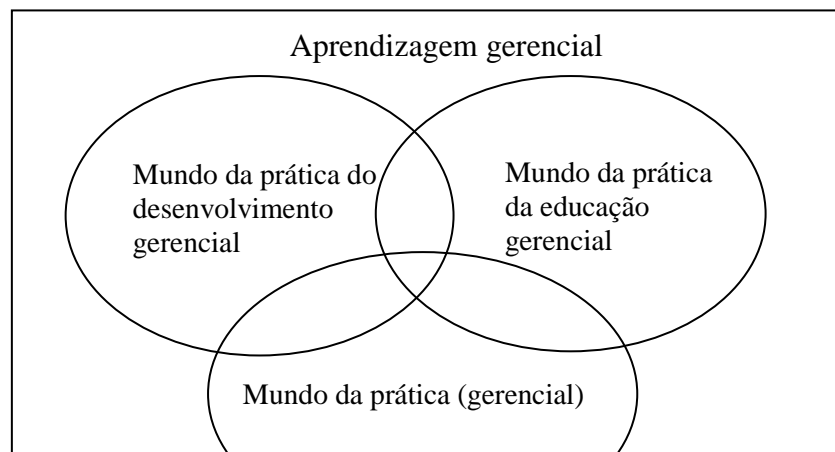 Aprendizagem gerencial
Mundo da prática do
desenvolvimento
gerencial
Mundo da prática
da educação
gerencial
Mundo da prática (gerencial)